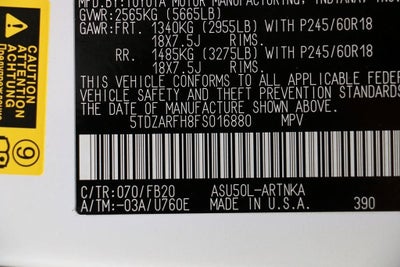 MFD.BY:TOYOTA MOTOR MANUFACTURING, INDIANA, INC.
GVWR:2565KG (5665LB)
GAWR:FRT. 1340KG (2955LB) WITH P245/60R18
18X7.5J RIMS.
RR. 1485KG (3275LB) WITH P245/60R18
18X7.5J RIMS.
THIS VEHICLE CONFORMS TO ALL APPLICABLE FEDERAL
VEHICLE SAFETY AND THEFT PREVENTION STANDARDS
THE DATE OF MANUFACTURE SHOWN ABOVE.
5TDZARFH8FS016880 MPV
C/TR:070/FB20 ASU50L-ARTNKA
A/TM:-03A/U760E MADE IN U.S.A. 390
CAUTION
PRECAUTION
9